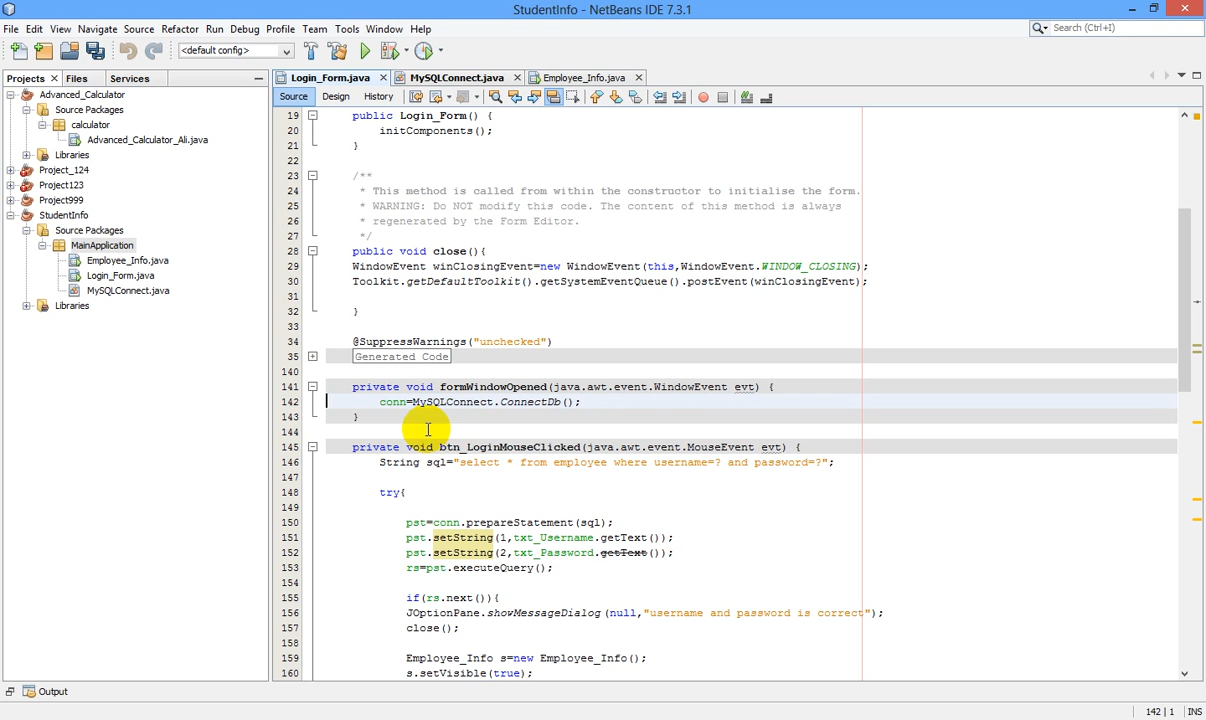 StudentInfo - NetBeans IDE 7.3.1
File Edit View Navigate Source Refactor Run Debug Profile Team Tools Window Help
Search (Ctrl+I)
<default config>
Projects Files Services
Login_Form.java MySQLConnect.java Employee_Info.java
Source Design History
Advanced_Calculator
Source Packages
calculator
Advanced_Calculator_Ali.java
Libraries
Project_124
Project123
Project999
StudentInfo
Source Packages
MainApplication
Employee_Info.java
Login_Form.java
MySQLConnect.java
Libraries
19 public Login_Form() {
20 initComponents();
21 }
22
23 /**
24 * This method is called from within the constructor to initialise the form.
25 * WARNING: Do NOT modify this code. The content of this method is always
26 * regenerated by the Form Editor.
27 */
28 public void close(){
29 WindowEvent winClosingEvent=new WindowEvent(this,WindowEvent.WINDOW_CLOSING);
30 Toolkit.getDefaultToolkit().getSystemEventQueue().postEvent(winClosingEvent);
31
32 }
33
34 @SuppressWarnings("unchecked")
35 Generated Code
140
141 private void formWindowOpened(java.awt.event.WindowEvent evt) {
142 conn=MySQLConnect.ConnectDb();
143 }
144
145 private void btn_LoginMouseClicked(java.awt.event.MouseEvent evt) {
146 String sql="select * from employee where username=? and password=?";
147
148 try{
149
150 pst=conn.prepareStatement(sql);
151 pst.setString(1,txt_Username.getText());
152 pst.setString(2,txt_Password.getText());
153 rs=pst.executeQuery();
154
155 if(rs.next()){
156 JOptionPane.showMessageDialog(null,"username and password is correct");
157 close();
158
159 Employee_Info s=new Employee_Info();
160 s.setVisible(true);
Output
142 | 1 INS